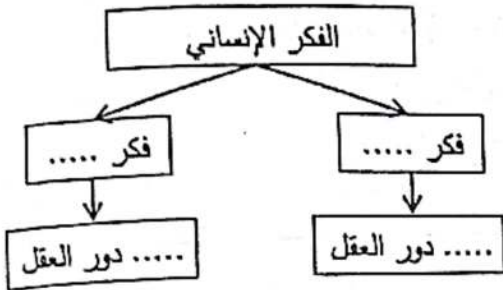 الفكر الإنساني
فكر .....
فكر .....
..... دور العقل
..... دور العقل